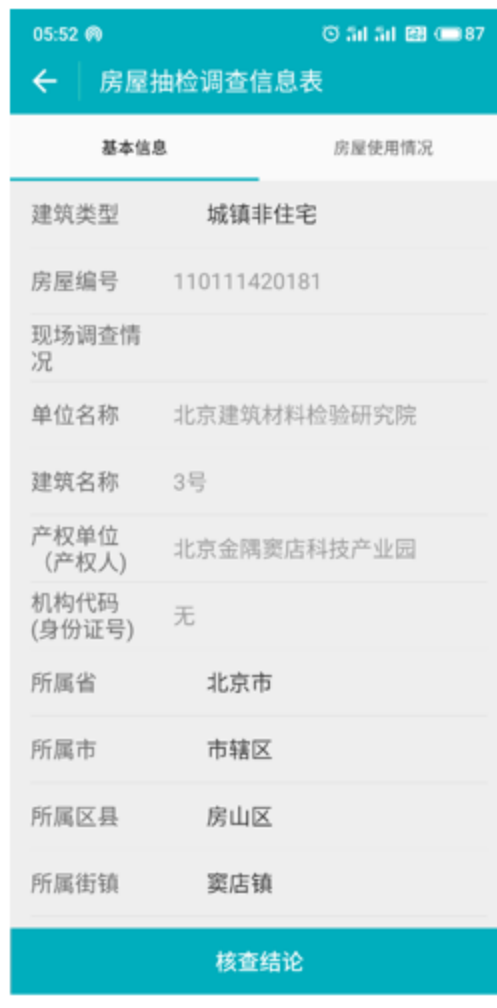 05:52 87
房屋抽检调查信息表
基本信息 房屋使用情况
建筑类型 城镇非住宅
房屋编号 110111420181
现场调查情
况
单位名称 北京建筑材料检验研究院
建筑名称 3号
产权单位
（产权人) 北京金隅窦店科技产业园
机构代码
(身份证号) 无
所属省 北京市
所属市 市辖区
所属区县 房山区
所属街镇 窦店镇
核查结论